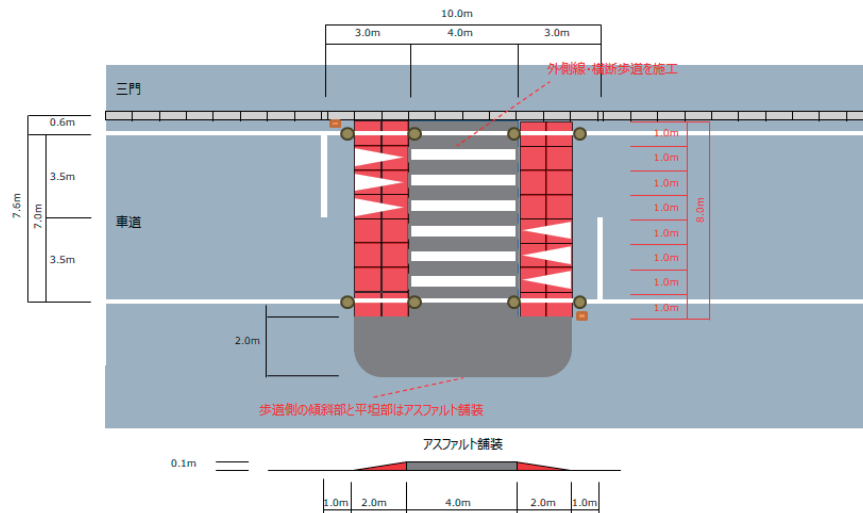 10.0m
3.0m 4.0m 3.0m
外側線・横断歩道を施工
三門
0.6m
1.0m
1.0m
3.5m
1.0m
7.6m
7.0m
1.0m
8.0m
車道
1.0m
3.5m
1.0m
1.0m
1.0m
2.0m
歩道側の傾斜部と平坦部はアスファルト舗装
アスファルト舗装
0.1m
1.0m 2.0m 4.0m 2.0m 1.0m